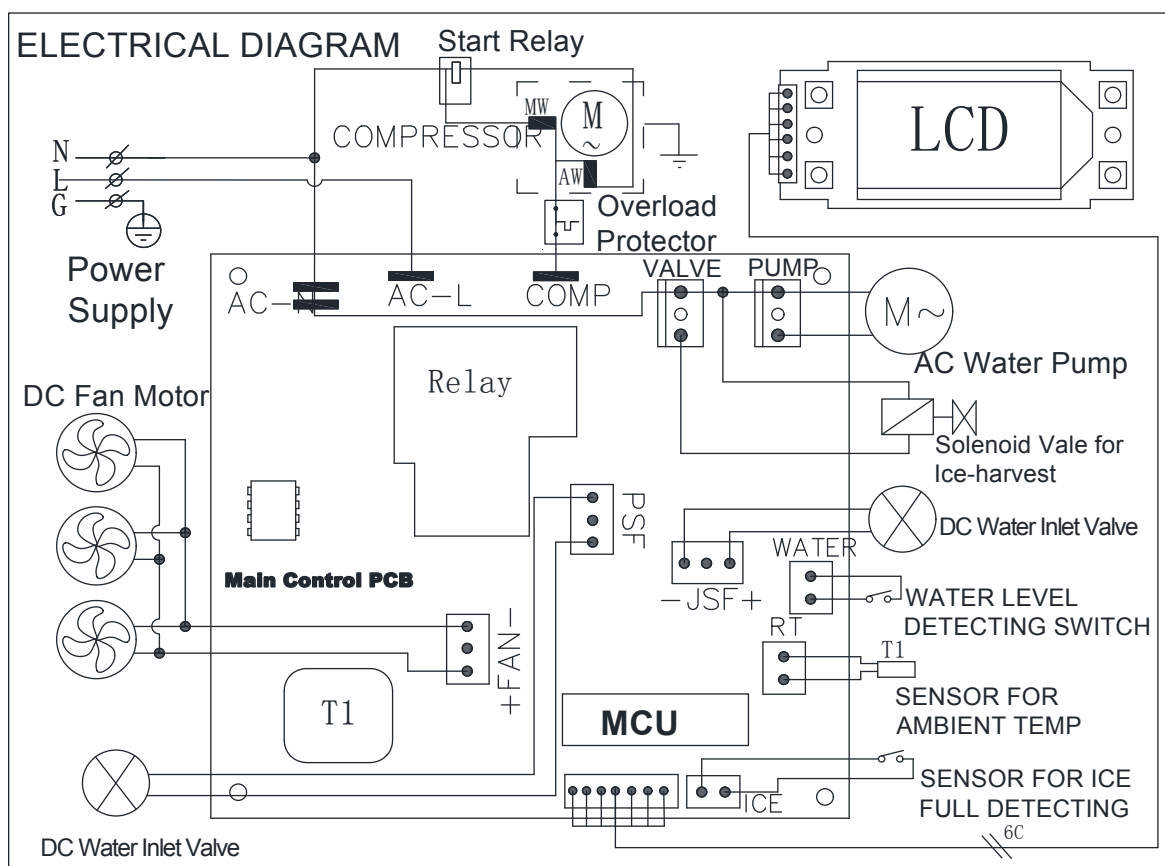 ELECTRICAL DIAGRAM
Start Relay
MW
M
~
COMPRESSOR
AW
LCD
N
L
G
Overload
Protector
Power
Supply
VALVE
PUMP
AC-N
AC-L
COMP
M~
AC Water Pump
DC Fan Motor
Relay
Solenoid Vale for
Ice-harvest
PSF
DC Water Inlet Valve
WATER
Main Control PCB
-JSF+
WATER LEVEL
DETECTING SWITCH
RT
T1
+FAN-
SENSOR FOR
AMBIENT TEMP
T1
MCU
SENSOR FOR ICE
FULL DETECTING
ICE
6C
DC Water Inlet Valve